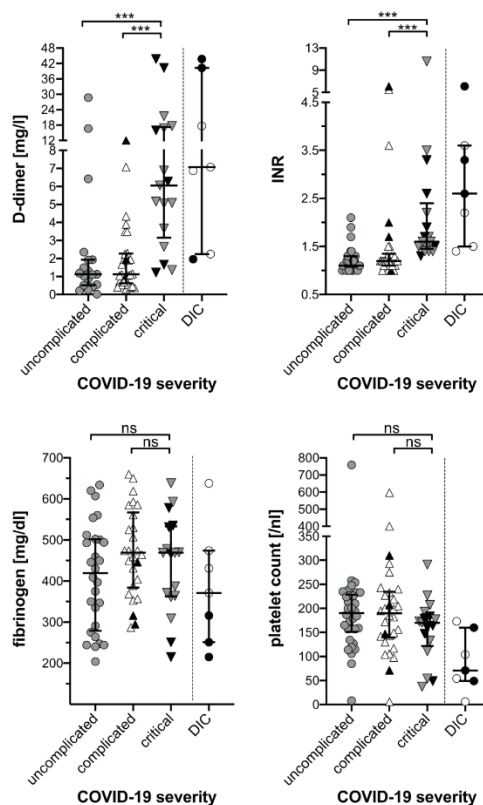 ***
***
48
42
36
30
24
18
12
8
7
6
5
4
3
2
1
0
D-dimer [mg/l]
uncomplicated
complicated
critical
DIC
COVID-19 severity
***
***
13
9
5
4.5
3.5
2.5
1.5
0.5
INR
uncomplicated
complicated
critical
DIC
COVID-19 severity
ns
ns
700
600
500
400
300
200
100
fibrinogen [mg/dl]
uncomplicated
complicated
critical
DIC
COVID-19 severity
ns
ns
800
700
600
500
400
350
300
250
200
150
100
50
0
platelet count [/nl]
uncomplicated
complicated
critical
DIC
COVID-19 severity